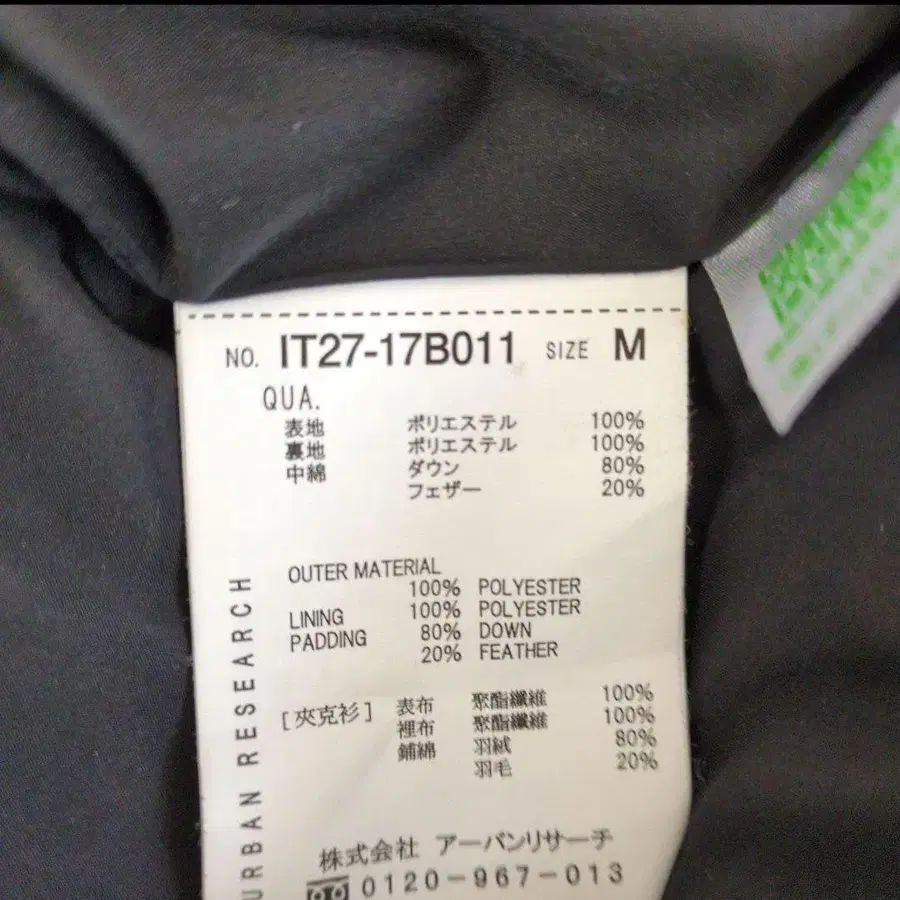 NO. IT27-17B011 SIZE M
QUA.
表地 ポリエステル 100%
裏地 ポリエステル 100%
中綿 ダウン 80%
フェザー 20%
OUTER MATERIAL
100% POLYESTER
LINING 100% POLYESTER
PADDING 80% DOWN
20% FEATHER
[夾克衫] 表布 聚酯纖維 100%
裡布 聚酯纖維 100%
鋪綿 羽絨 80%
羽毛 20%
URBAN RESEARCH
株式会社 アーバンリサーチ
0120-967-013